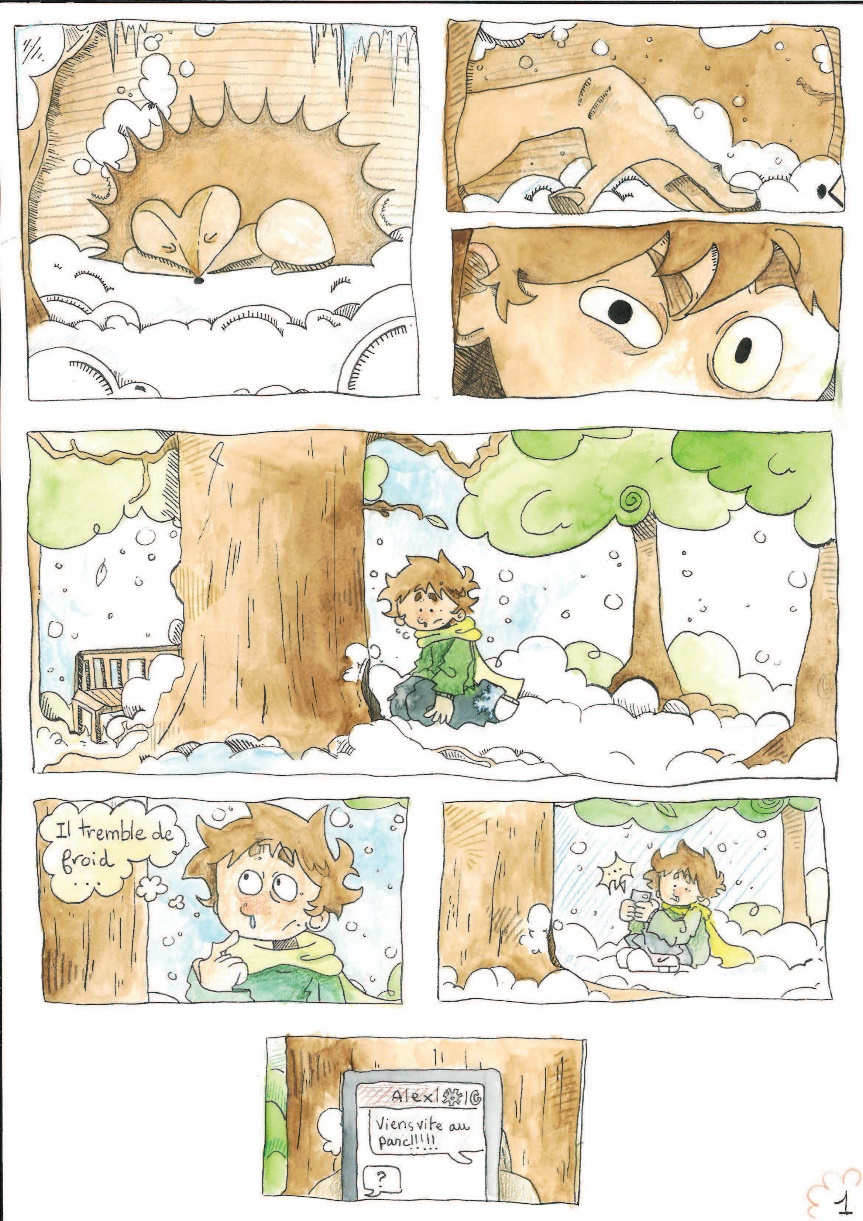 Il tremble de
froid
...
...
Alex
Viens vite au
parc!!!!!
?
1